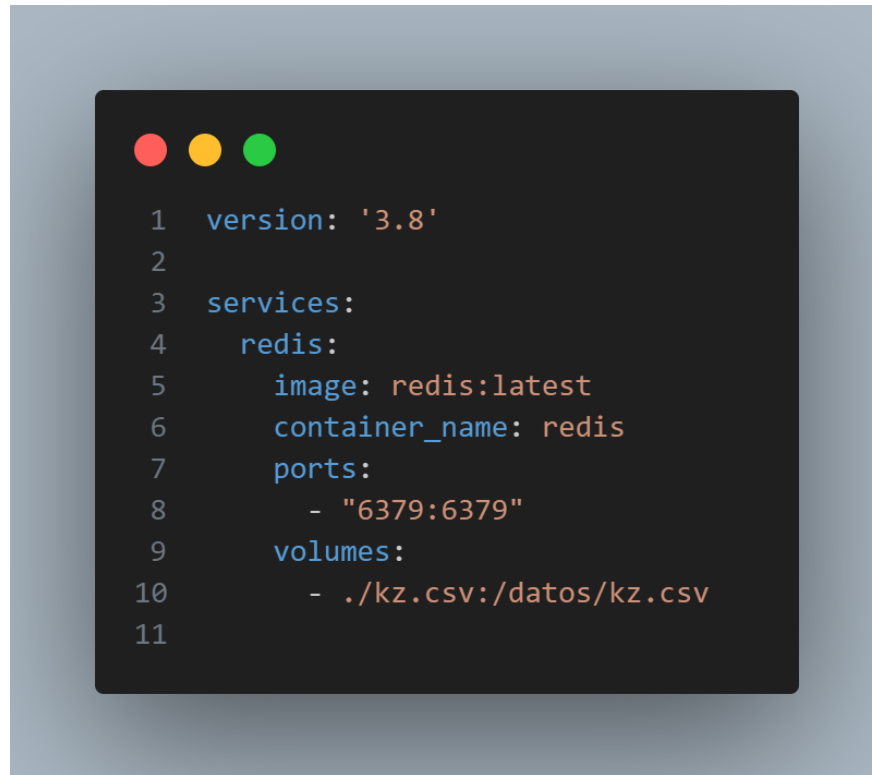 1 version: '3.8'
2
3 services:
4   redis:
5     image: redis:latest
6     container_name: redis
7     ports:
8       - "6379:6379"
9     volumes:
10       - ./kz.csv:/datos/kz.csv
11